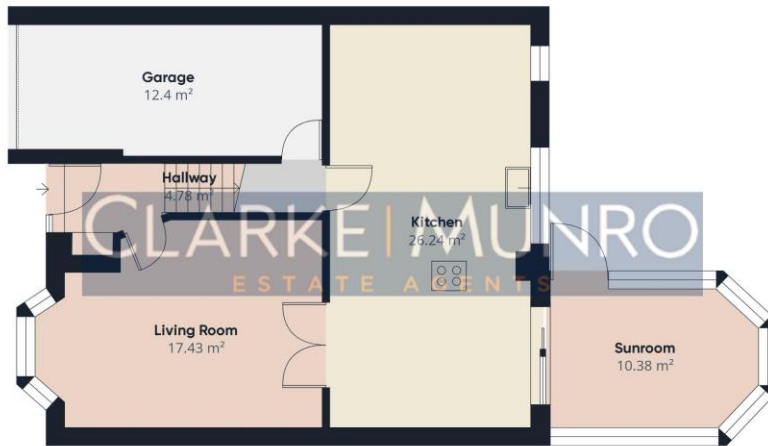 Garage
12.4 m²
Hallway
4.78 m²
CLARKE | MUNRO
ESTATE AGENTS
Kitchen
26.24 m²
Living Room
17.43 m²
Sunroom
10.38 m²